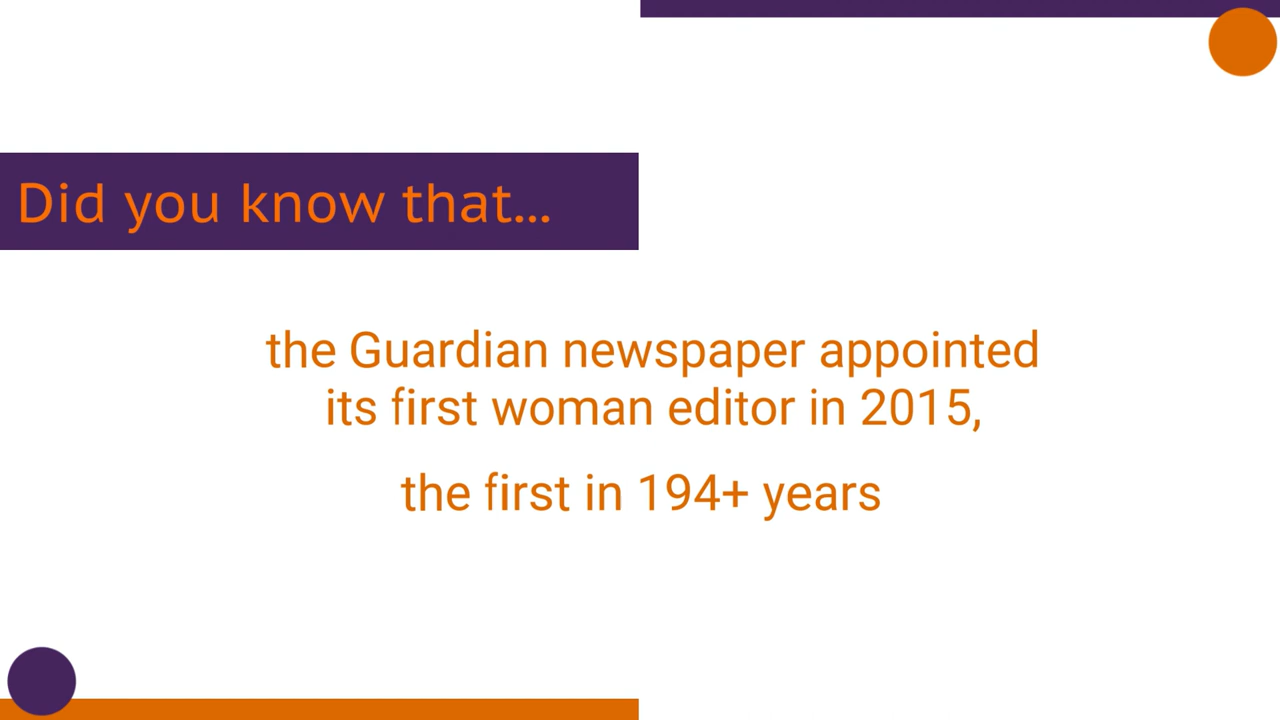 Did you know that...
the Guardian newspaper appointed
its first woman editor in 2015,
the first in 194+ years